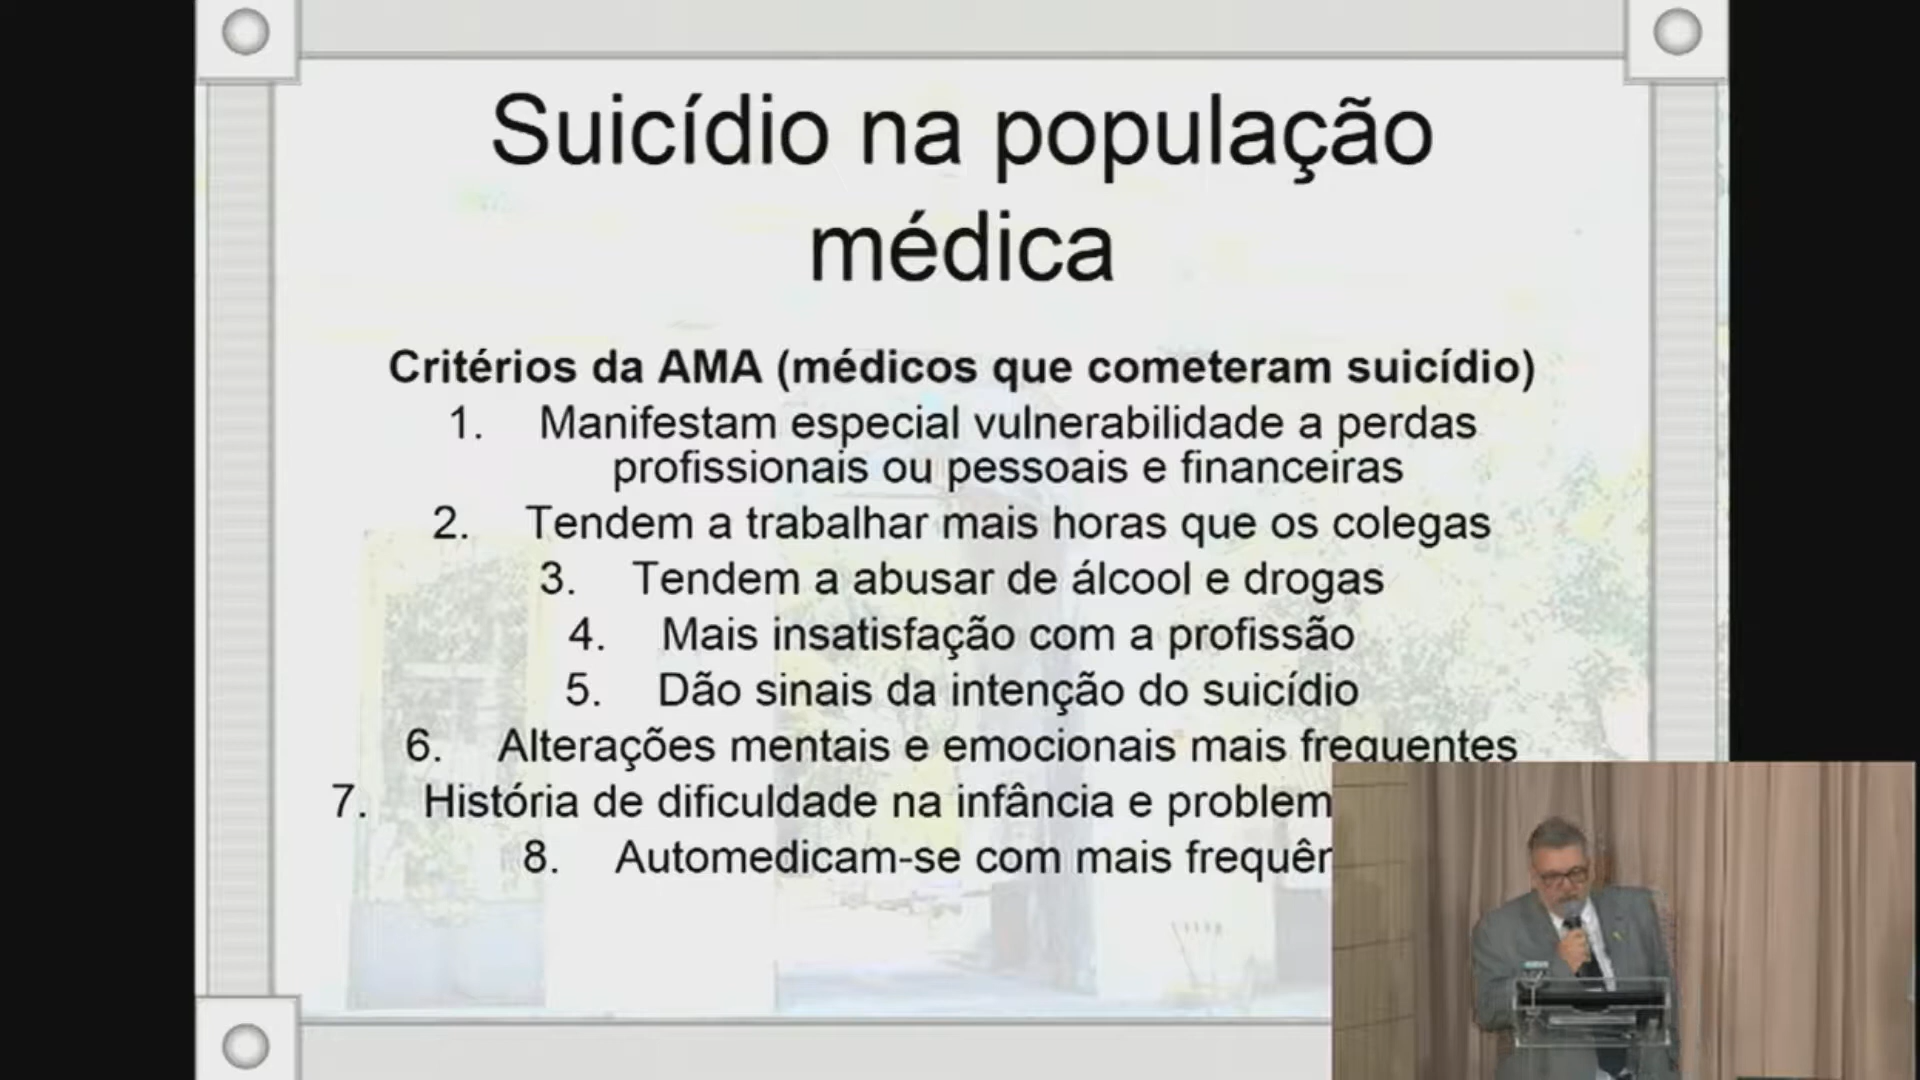 Suicídio na população
médica
Critérios da AMA (médicos que cometeram suicídio)
1. Manifestam especial vulnerabilidade a perdas
profissionais ou pessoais e financeiras
2. Tendem a trabalhar mais horas que os colegas
3. Tendem a abusar de álcool e drogas
4. Mais insatisfação com a profissão
5. Dão sinais da intenção do suicídio
6. Alterações mentais e emocionais mais frequentes
7. História de dificuldade na infância e
8. Automedicam-se com mais